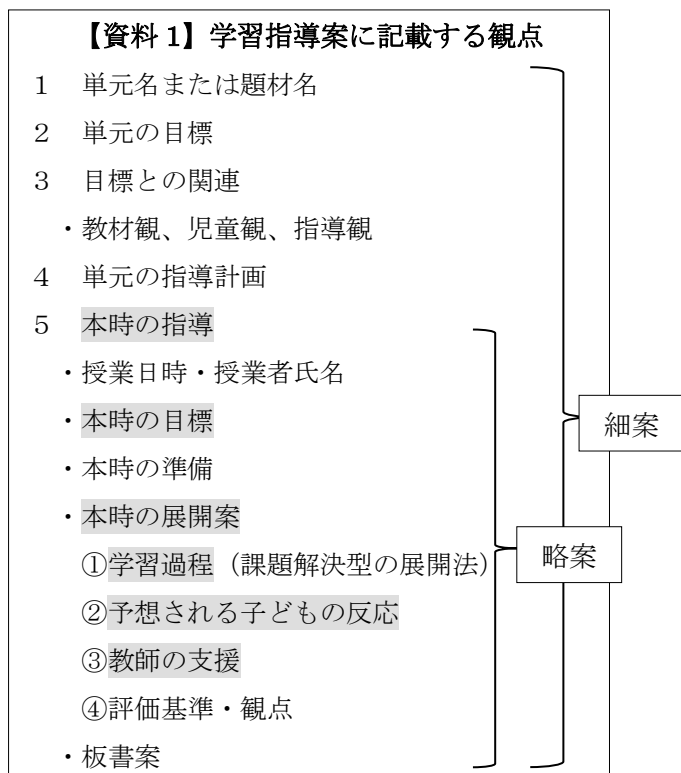 【資料 1】学習指導案に記載する観点
1 単元名または題材名
2 単元の目標
3 目標との関連
・教材観、児童観、指導観
4 単元の指導計画
5 本時の指導
・授業日時・授業者氏名
・本時の目標
・本時の準備
・本時の展開案
①学習過程（課題解決型の展開法）
②予想される子どもの反応
③教師の支援
④評価基準・観点
・板書案
細案
略案